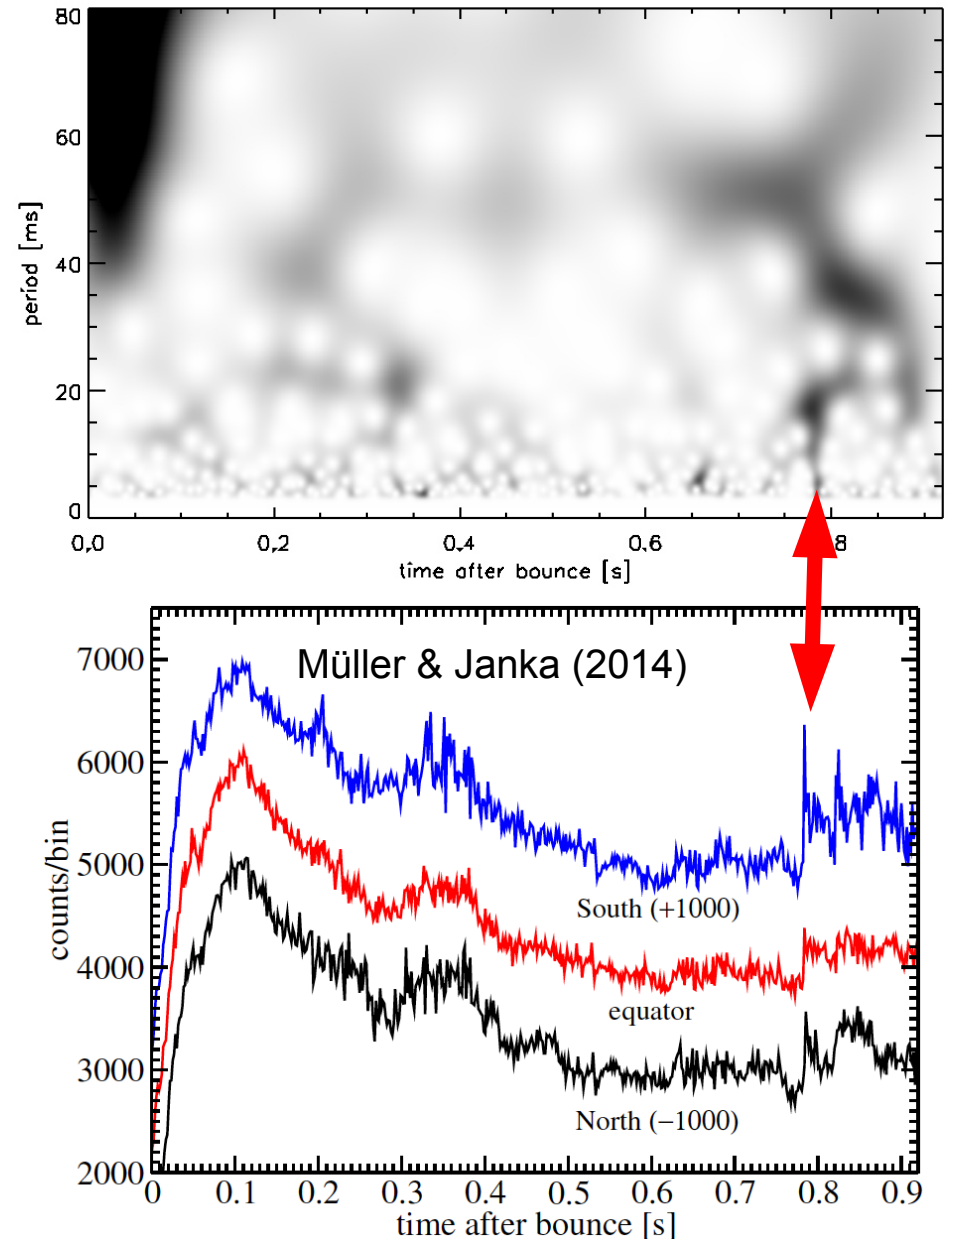 80
60
40
20
0
period [ms]
0.0 0.2 0.4 0.6 8
time after bounce [s]
Müller & Janka (2014)
7000
6000
5000
4000
3000
2000
counts/bin
South (+1000)
equator
North (−1000)
0 0.1 0.2 0.3 0.4 0.5 0.6 0.7 0.8 0.9
time after bounce [s]